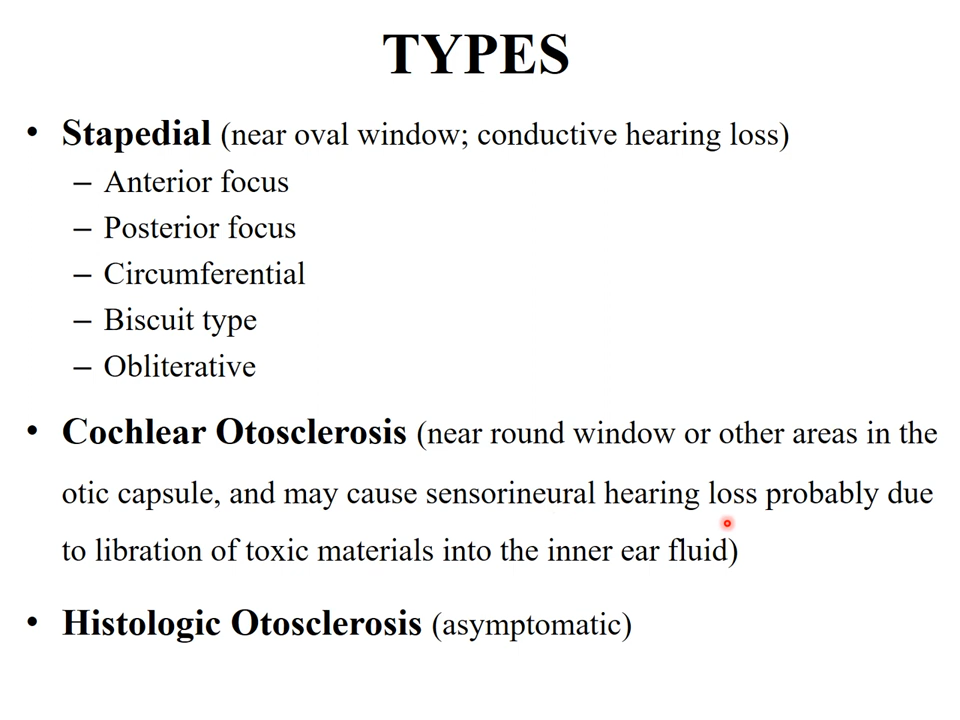 TYPES
• Stapedial (near oval window; conductive hearing loss)
– Anterior focus
– Posterior focus
– Circumferential
– Biscuit type
– Obliterative
• Cochlear Otosclerosis (near round window or other areas in the
otic capsule, and may cause sensorineural hearing loss probably due
to libration of toxic materials into the inner ear fluid)
• Histologic Otosclerosis (asymptomatic)